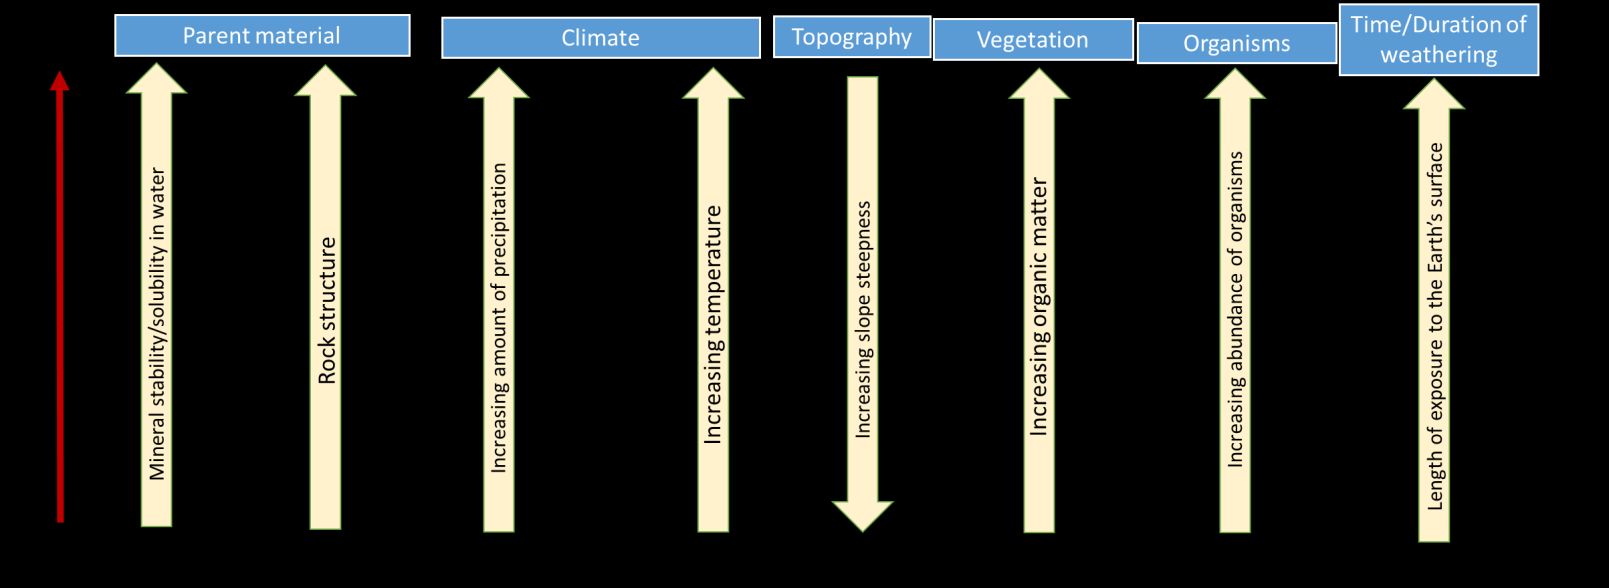 Parent material
Climate
Topography
Vegetation
Organisms
Time/Duration of
weathering
Mineral stability/solubility in water
Rock structure
Increasing amount of precipitation
Increasing temperature
Increasing slope steepness
Increasing organic matter
Increasing abundance of organisms
Length of exposure to the Earth's surface